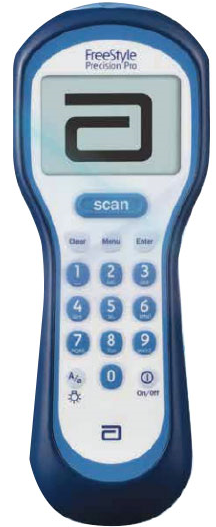 FreeStyle
Precision Pro
scan
Clear Menu Enter
1 2 3
4 5 6
7 8 9
A/a 0
On/Off